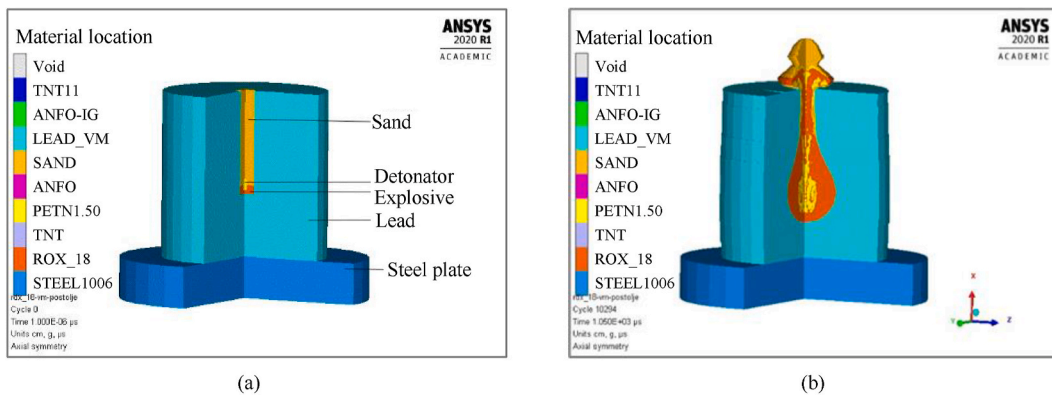 ANSYS
2020 R1
ACADEMIC
Material location
Void
TNT11
ANFO-IG
LEAD_VM
SAND
ANFO
PETN1.50
TNT
ROX_18
STEEL1006
Sand
Detonator
Explosive
Lead
Steel plate
Cycle 0
Time 1.000E-06 µs
Units cm, g, µs
Axial symmetry
(a)
ANSYS
2020 R1
ACADEMIC
Material location
Void
TNT11
ANFO-IG
LEAD_VM
SAND
ANFO
PETN1.50
TNT
ROX_18
STEEL1006
Cycle 10294
Time 1.050E+03 µs
Units cm, g, µs
Axial symmetry
X
Y
Z
(b)